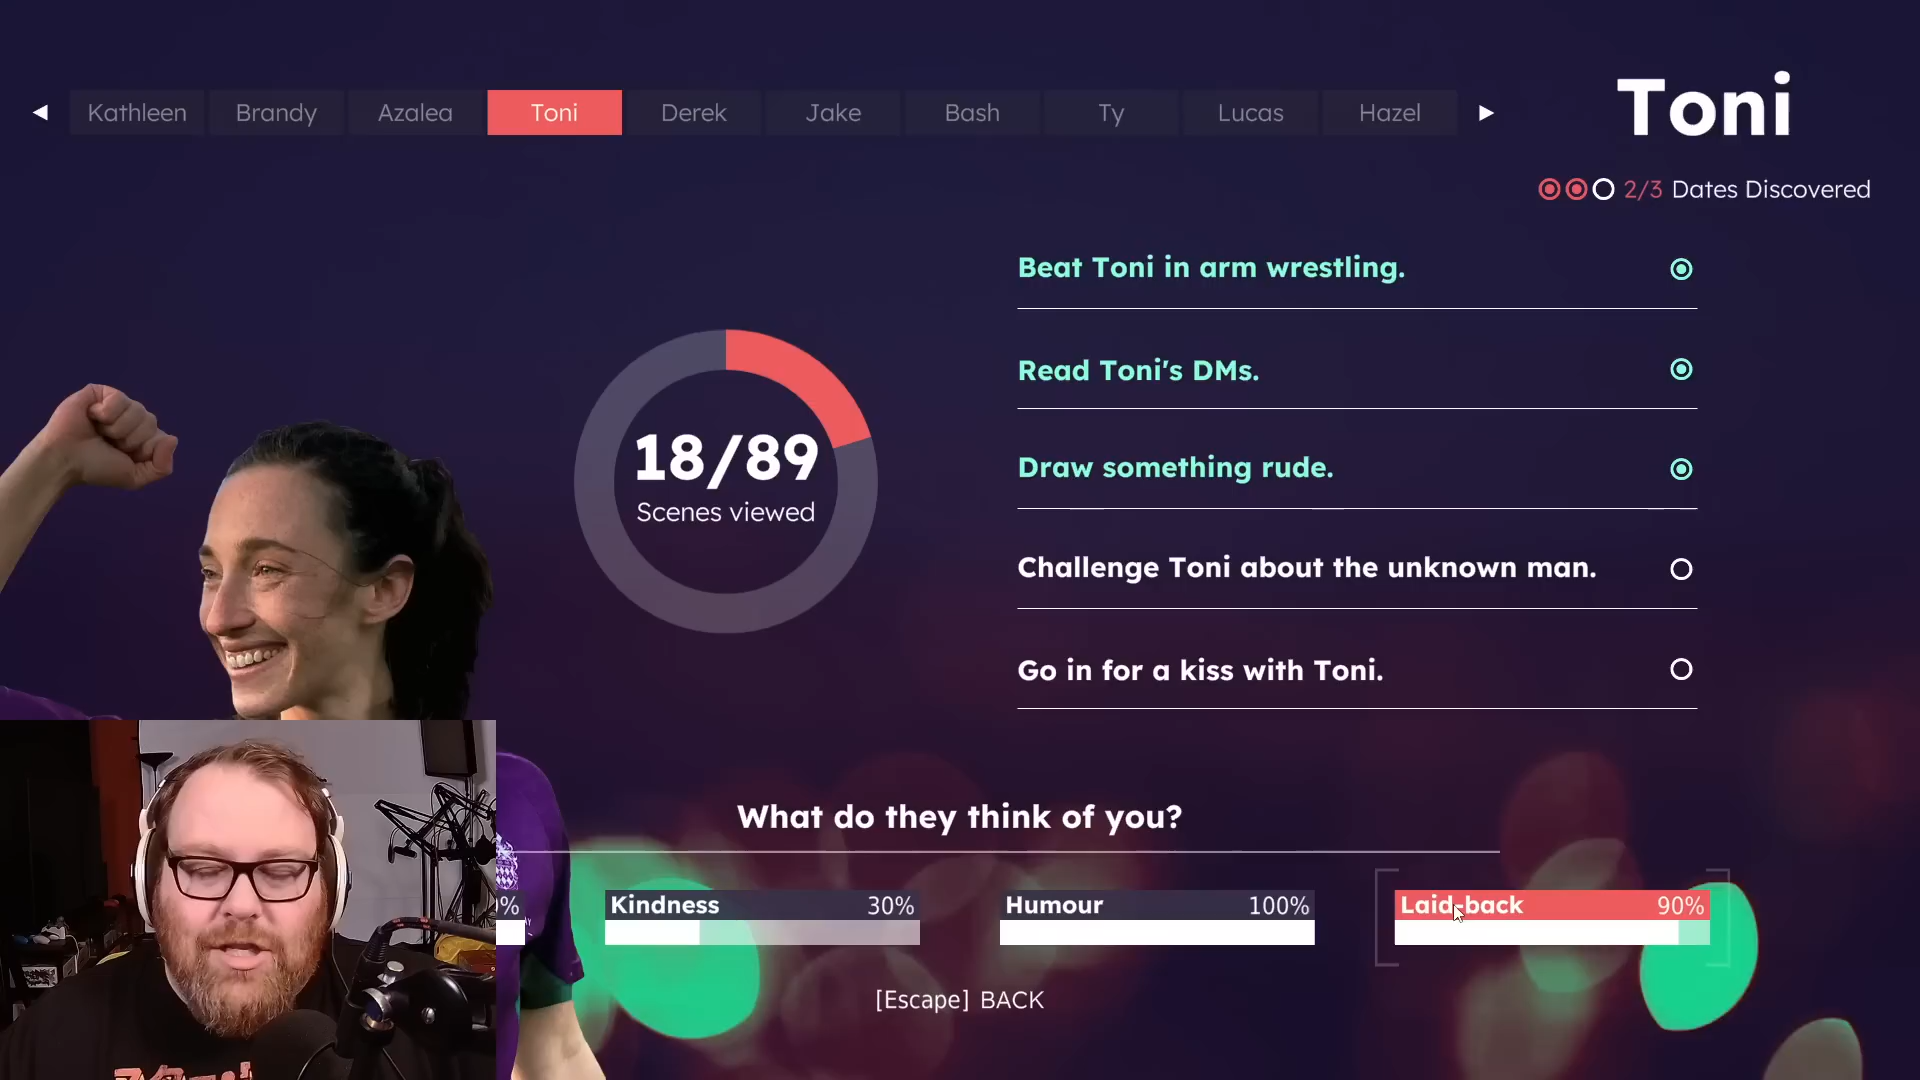 Kathleen
Brandy
Azalea
Toni
Derek
Jake
Bash
Ty
Lucas
Hazel
Toni
2/3 Dates Discovered
Beat Toni in arm wrestling.
Read Toni's DMs.
18/89
Scenes viewed
Draw something rude.
Challenge Toni about the unknown man.
Go in for a kiss with Toni.
What do they think of you?
Kindness 30%
Humour 100%
Laid-back 90%
[Escape] BACK